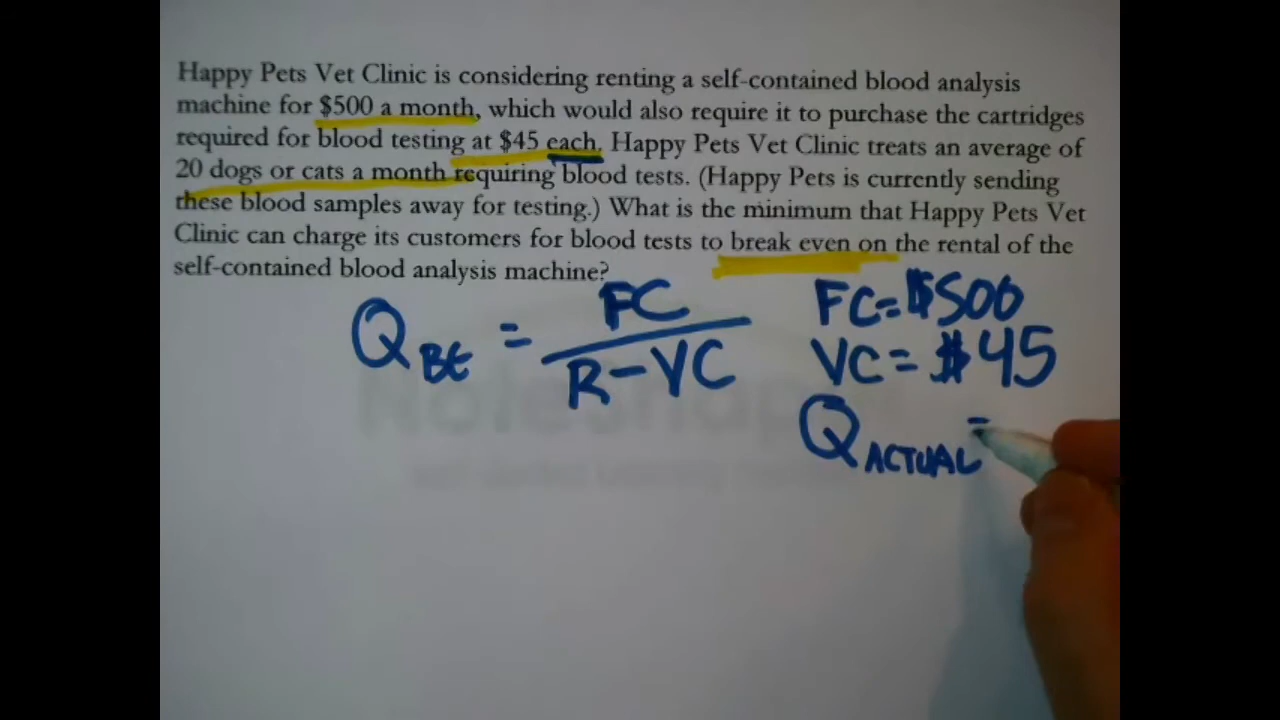 Happy Pets Vet Clinic is considering renting a self-contained blood analysis
machine for $500 a month, which would also require it to purchase the cartridges
required for blood testing at $45 each. Happy Pets Vet Clinic treats an average of
20 dogs or cats a month requiring blood tests. (Happy Pets is currently sending
these blood samples away for testing.) What is the minimum that Happy Pets Vet
Clinic can charge its customers for blood tests to break even on the rental of the
self-contained blood analysis machine?
Q BE = FC / R - VC
FC = $500
VC = $45
Q ACTUAL =